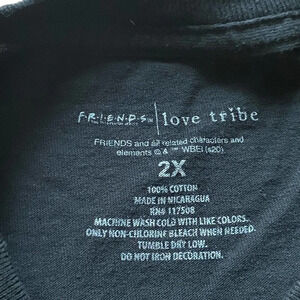 F·R·I·E·N·D·S | love tribe
FRIENDS and all related characters and
elements © & ™ WBEI (s20)
2X
100% COTTON
MADE IN NICARAGUA
RN# 117508
MACHINE WASH COLD WITH LIKE COLORS.
ONLY NON-CHLORINE BLEACH WHEN NEEDED.
TUMBLE DRY LOW.
DO NOT IRON DECORATION.